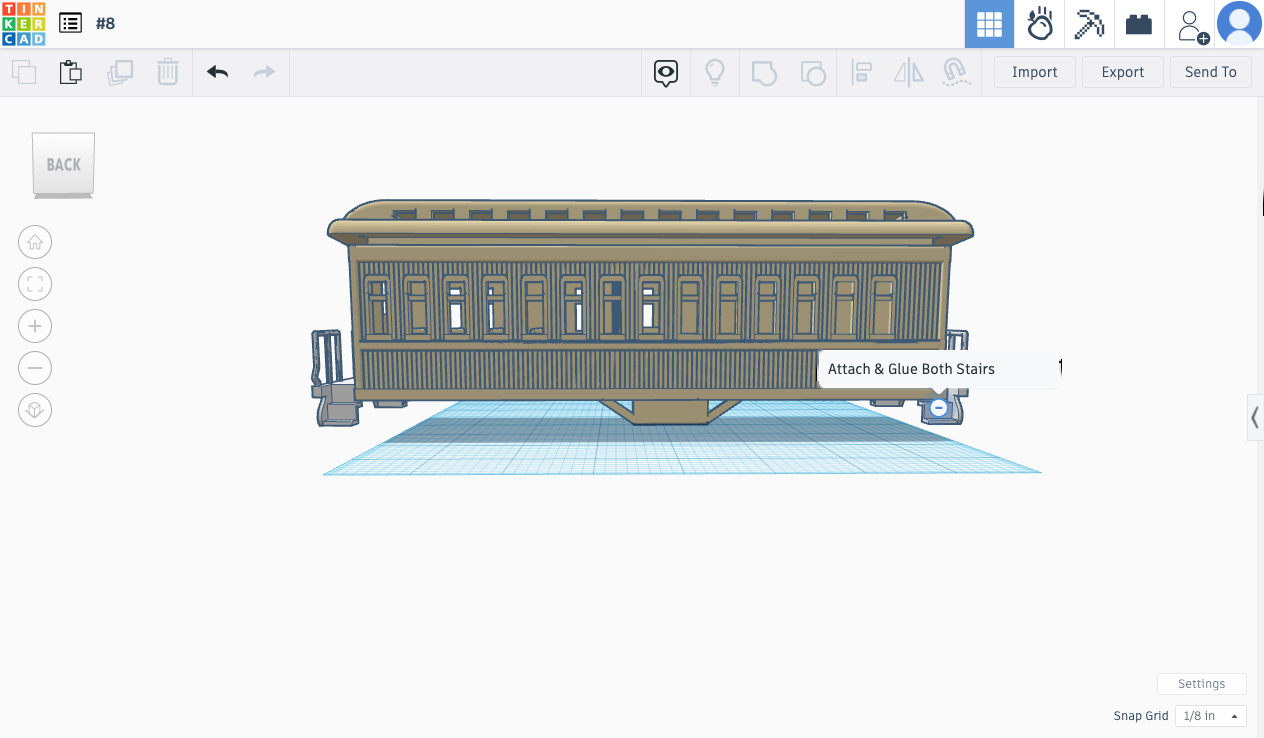 TIN
KER
CAD
#8
Import
Export
Send To
BACK
Attach & Glue Both Stairs
Settings
Snap Grid
1/8 in